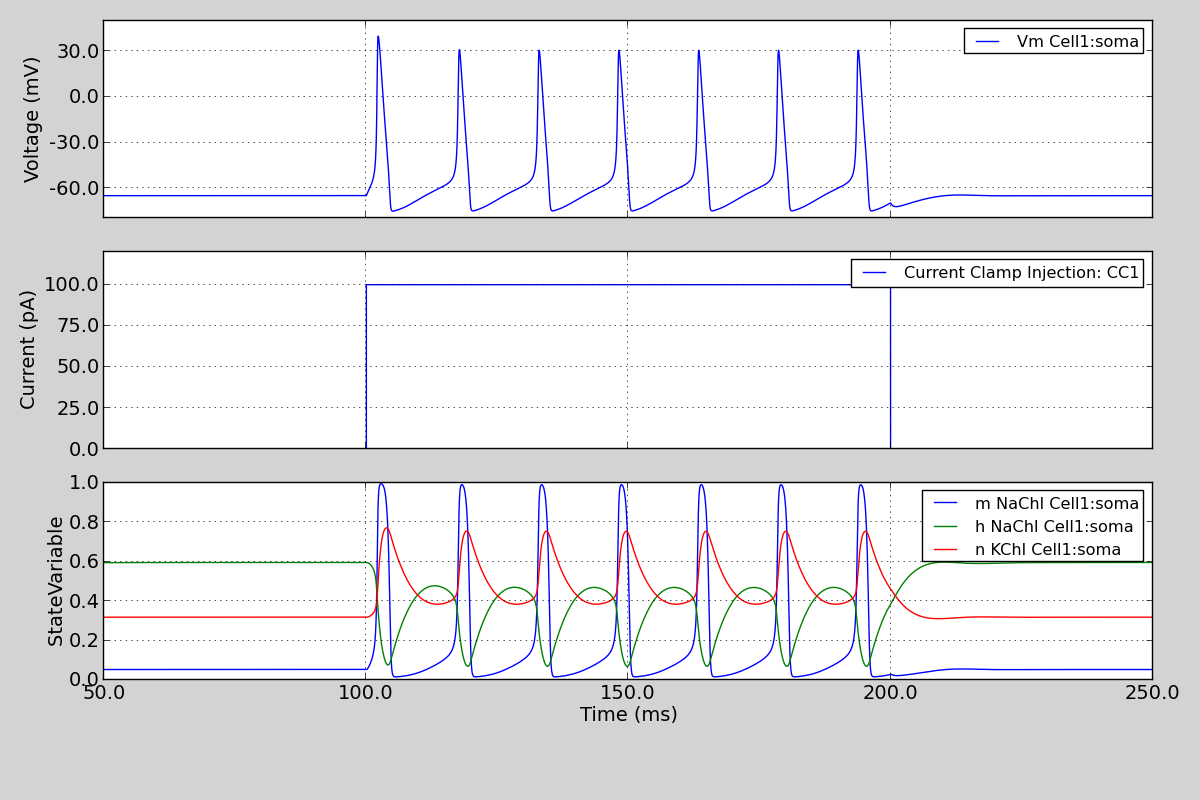 Voltage (mV)
30.0
0.0
-30.0
-60.0
Vm Cell1:soma
Current (pA)
100.0
75.0
50.0
25.0
0.0
Current Clamp Injection: CC1
StateVariable
1.0
0.8
0.6
0.4
0.2
0.0
m NaChl Cell1:soma
h NaChl Cell1:soma
n KChl Cell1:soma
50.0 100.0 150.0 200.0 250.0
Time (ms)